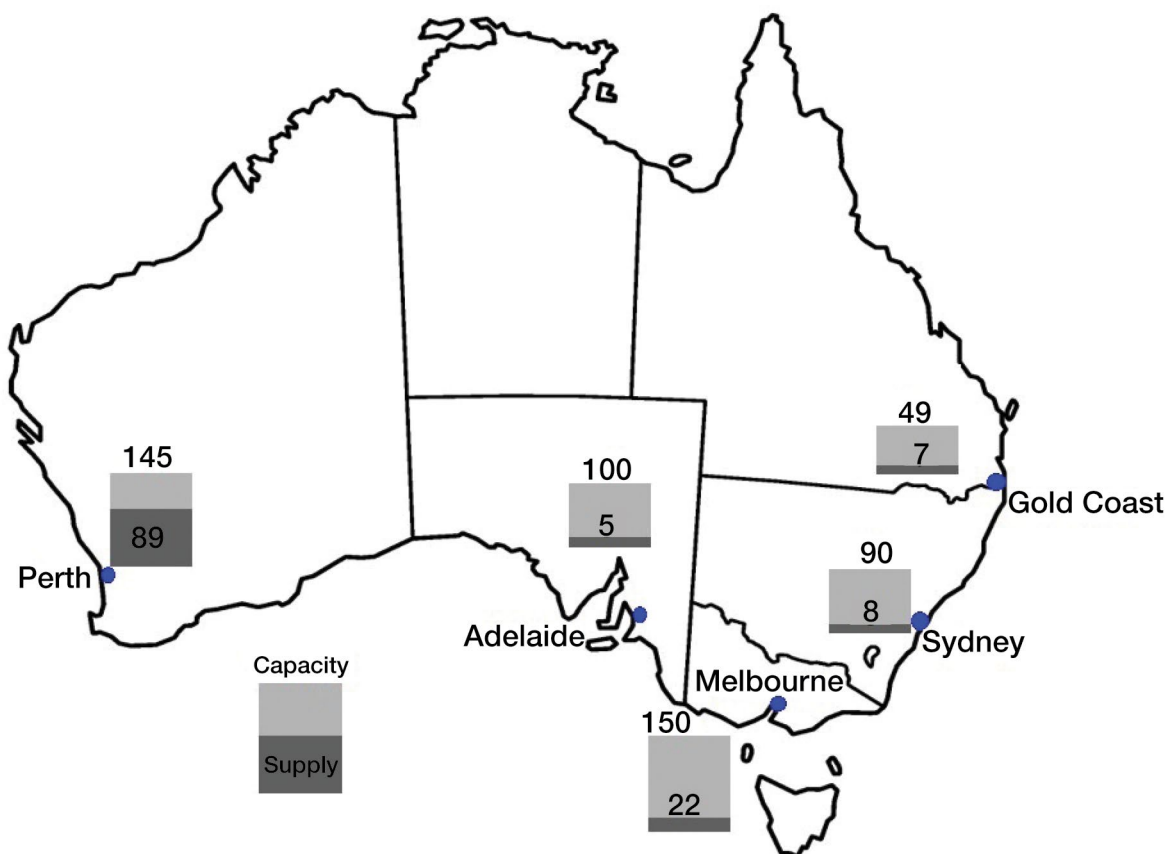 49
7
Gold Coast
145
89
Perth
100
5
Adelaide
90
8
Sydney
Capacity
Supply
Melbourne
150
22